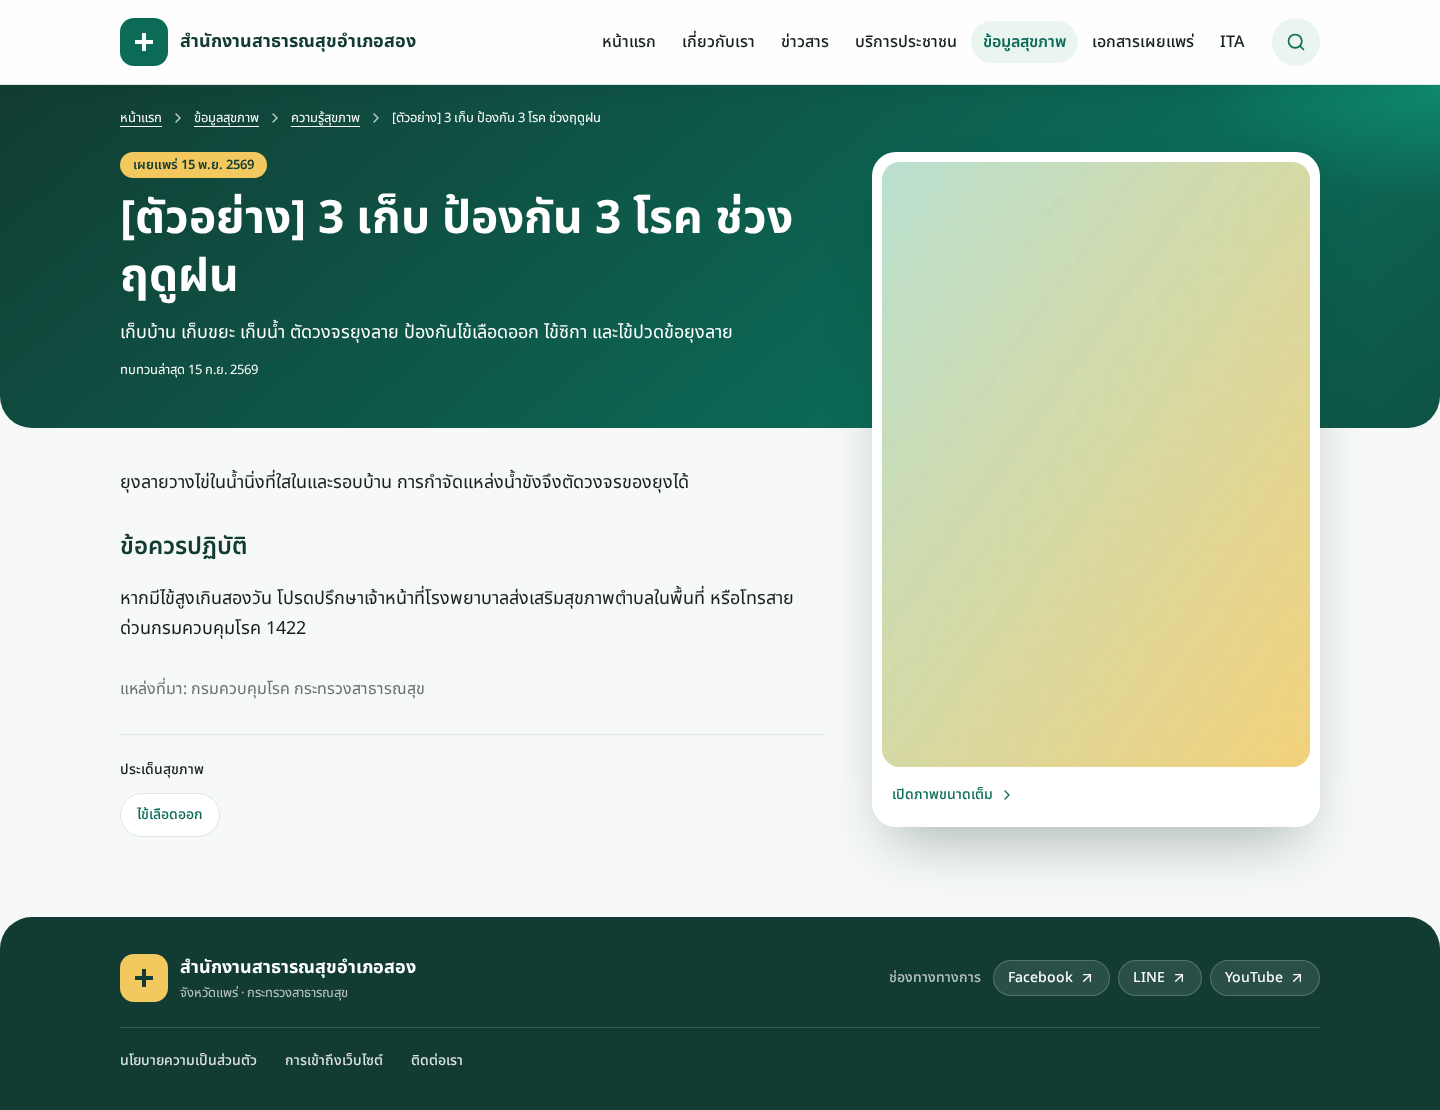 สำนักงานสาธารณสุขอำเภอสอง
หน้าแรก เกี่ยวกับเรา ข่าวสาร บริการประชาชน ข้อมูลสุขภาพ เอกสารเผยแพร่ ITA
หน้าแรก ข้อมูลสุขภาพ ความรู้สุขภาพ [ตัวอย่าง] 3 เก็บ ป้องกัน 3 โรค ช่วงฤดูฝน
เผยแพร่ 15 พ.ย. 2569
[ตัวอย่าง] 3 เก็บ ป้องกัน 3 โรค ช่วง
ฤดูฝน
เก็บบ้าน เก็บขยะ เก็บน้ำ ตัดวงจรยุงลาย ป้องกันไข้เลือดออก ไข้ซิกา และไข้ปวดข้อยุงลาย
ทบทวนล่าสุด 15 ก.ย. 2569
ยุงลายวางไข่ในน้ำนิ่งที่ใสในและรอบบ้าน การกำจัดแหล่งน้ำขังจึงตัดวงจรของยุงได้
ข้อควรปฏิบัติ
หากมีไข้สูงเกินสองวัน โปรดปรึกษาเจ้าหน้าที่โรงพยาบาลส่งเสริมสุขภาพตำบลในพื้นที่ หรือโทรสาย
ด่วนกรมควบคุมโรค 1422
แหล่งที่มา: กรมควบคุมโรค กระทรวงสาธารณสุข
ประเด็นสุขภาพ
ไข้เลือดออก
เปิดภาพขนาดเต็ม
สำนักงานสาธารณสุขอำเภอสอง
จังหวัดแพร่ · กระทรวงสาธารณสุข
ช่องทางทางการ Facebook LINE YouTube
นโยบายความเป็นส่วนตัว การเข้าถึงเว็บไซต์ ติดต่อเรา